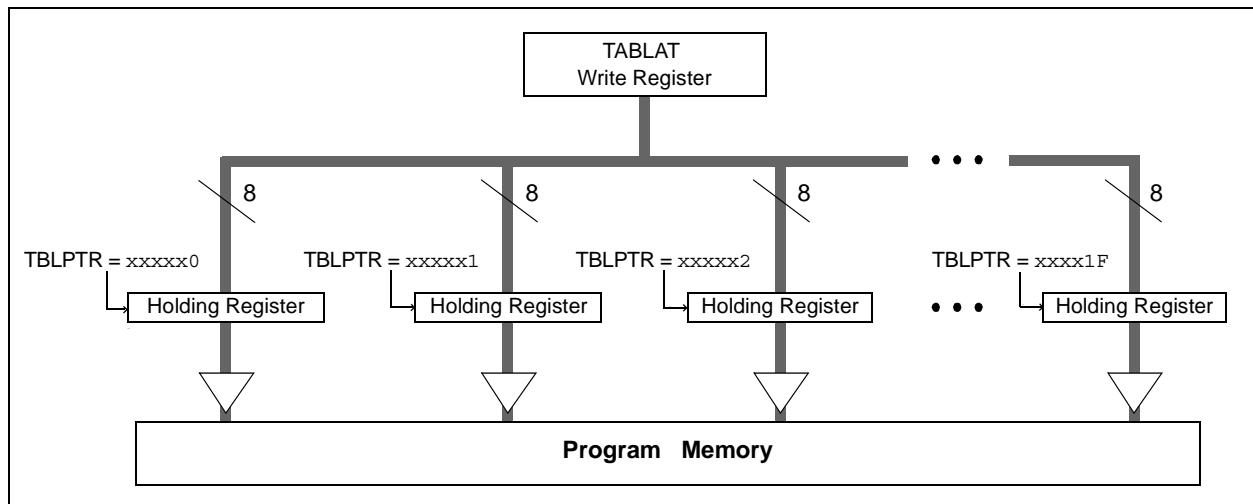 TABLAT
Write Register
8 8 8 8
TBLPTR = xxxxx0 TBLPTR = xxxxx1 TBLPTR = xxxxx2 TBLPTR = xxxx1F
Holding Register Holding Register Holding Register Holding Register
Program Memory